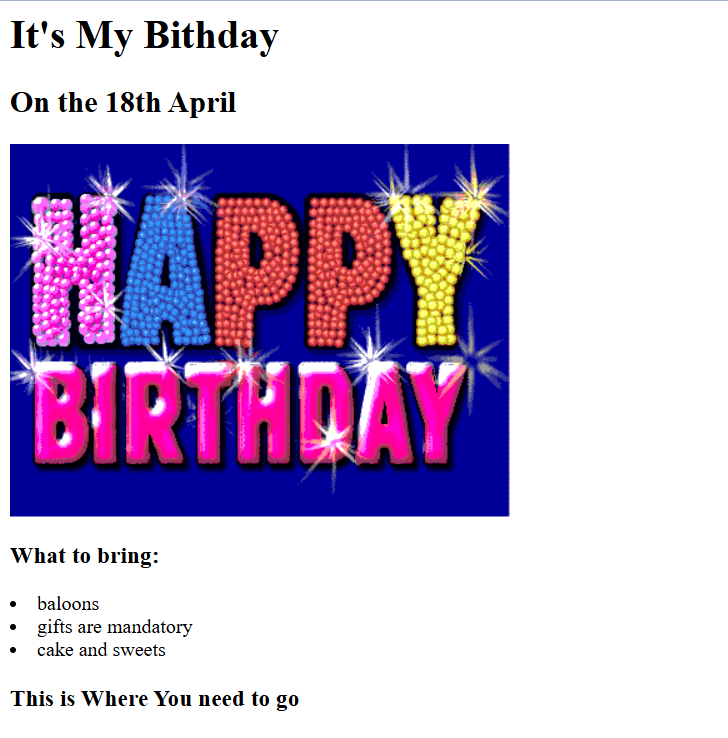 It's My Bithday
On the 18th April
HAPPY
BIRTHDAY
What to bring:
baloons
gifts are mandatory
cake and sweets
This is Where You need to go